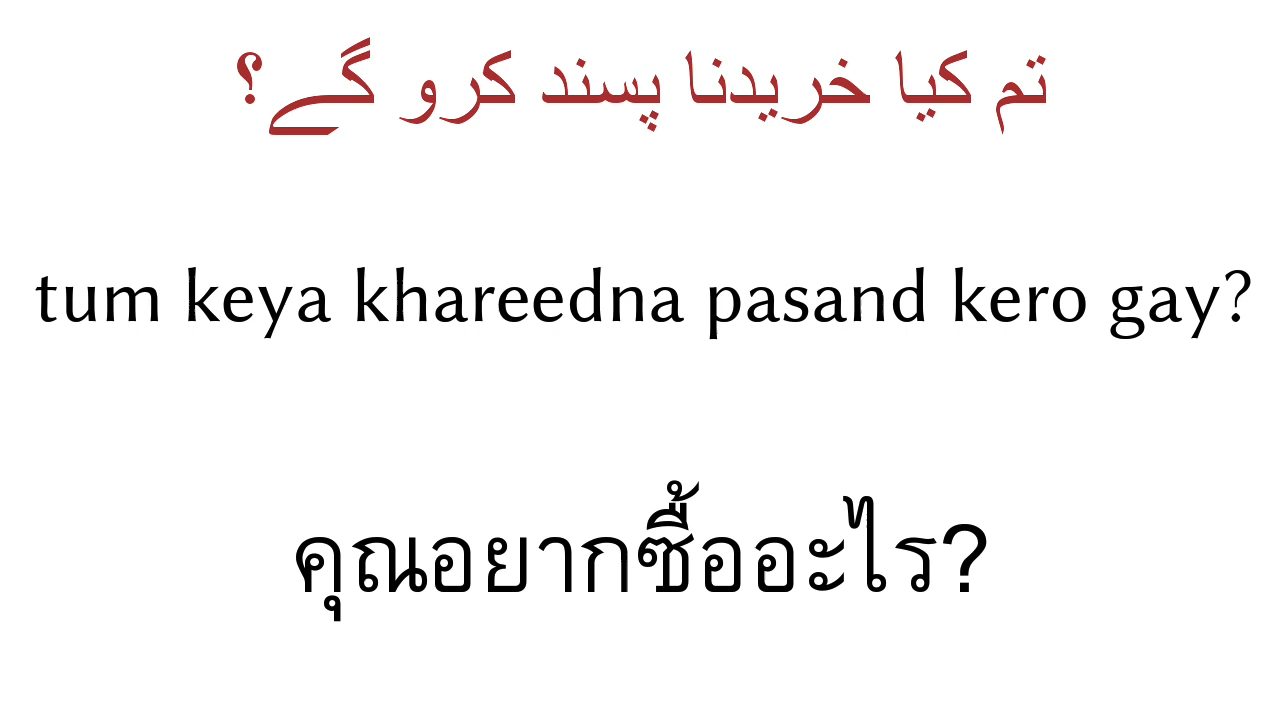 تم کیا خریدنا پسند کرو گے؟
tum keya khareedna pasand kero gay?
คุณอยากซื้ออะไร?